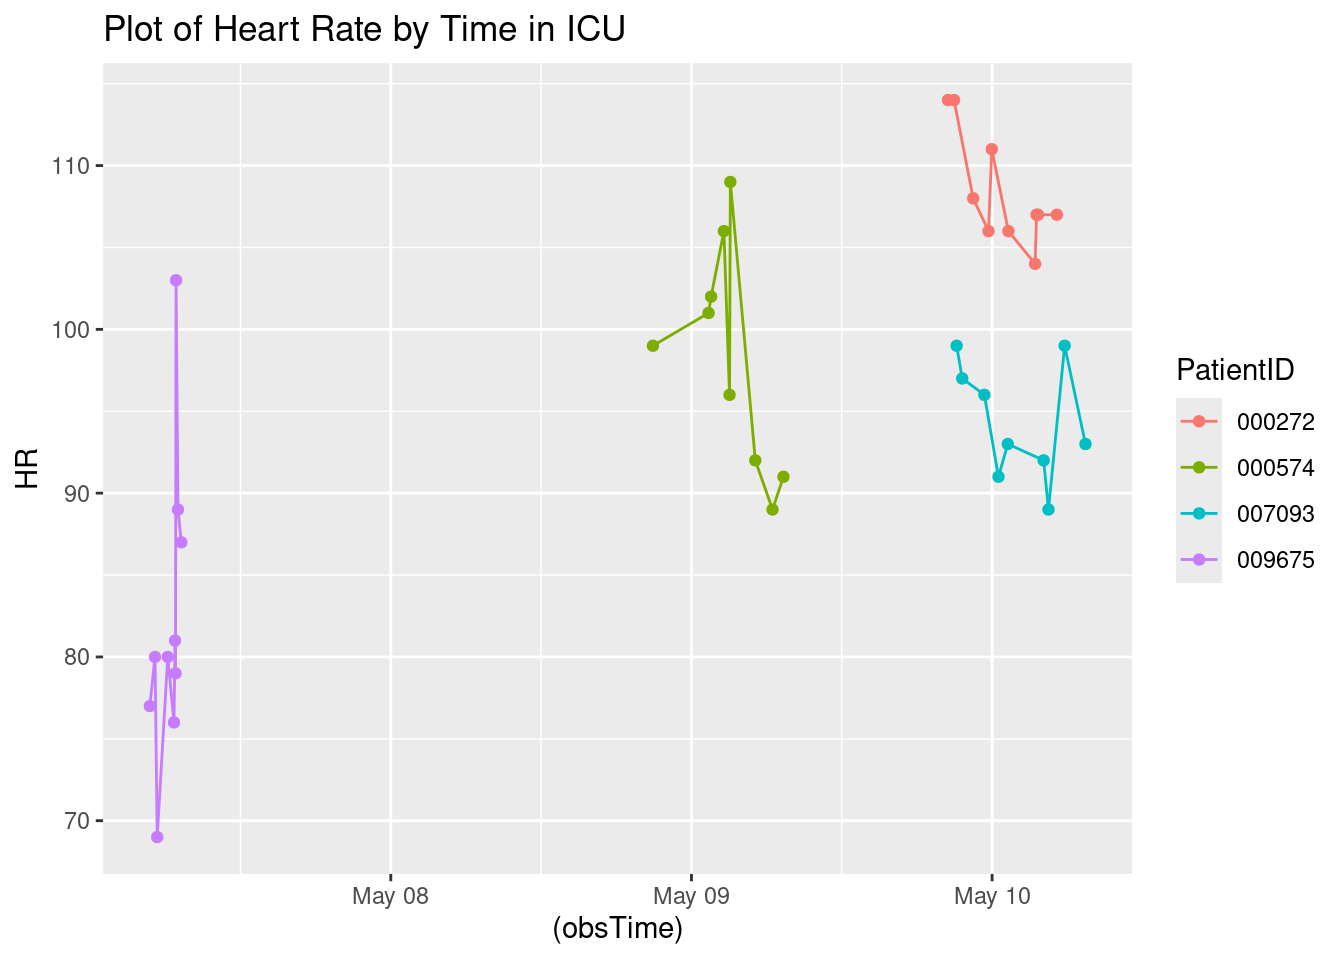 Plot of Heart Rate by Time in ICU
110
100
90
80
70
HR
May 08
May 09
May 10
(obsTime)
PatientID
000272
000574
007093
009675